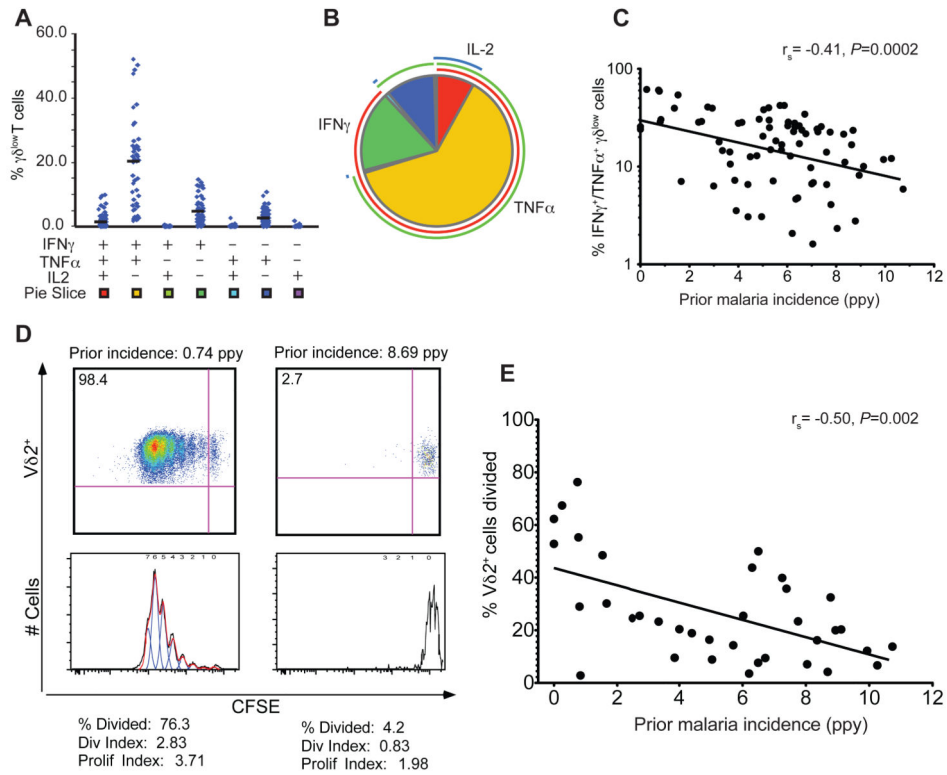 A
60.0
40.0
20.0
0.0
% γδlowT cells
IFNγ + + + + - - -
TNFα + + - - + + -
IL2 + - + - + - +
Pie Slice
B
IL-2
IFNγ
TNFα
C
rs= -0.41, P=0.0002
100
10
1
% IFNγ+/TNFα+ γδlow cells
0 2 4 6 8 10 12
Prior malaria incidence (ppy)
D
Prior incidence: 0.74 ppy
Prior incidence: 8.69 ppy
98.4
2.7
Vδ2+
7 6 5 4 3 2 1 0
3 2 1 0
# Cells
CFSE
% Divided: 76.3
Div Index: 2.83
Prolif Index: 3.71
% Divided: 4.2
Div Index: 0.83
Prolif Index: 1.98
E
rs= -0.50, P=0.002
100
80
60
40
20
0
% Vδ2+ cells divided
0 2 4 6 8 10 12
Prior malaria incidence (ppy)